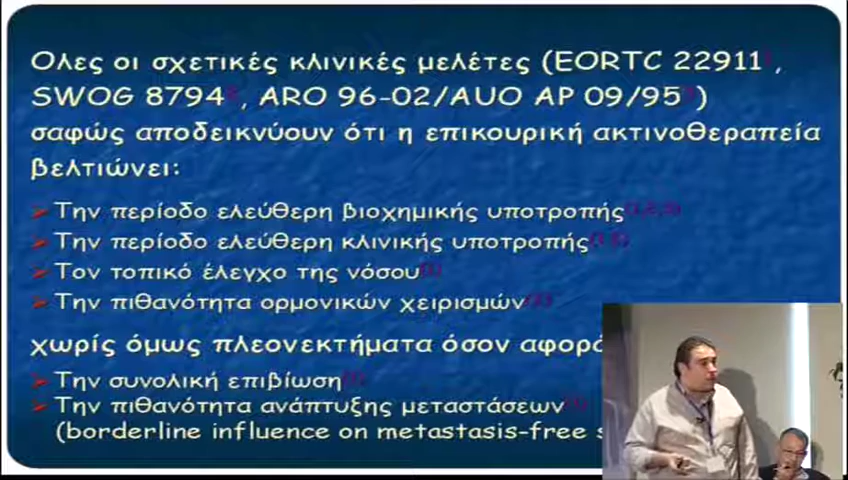 Ολες οι σχετικές κλινικές μελέτες (EORTC 22911 ,
SWOG 8794 , ARO 96-02/AUO AP 09/95 )
σαφώς αποδεικνύουν ότι η επικουρική ακτινοθεραπεία
βελτιώνει:
Την περίοδο ελεύθερη βιοχημικής υποτροπής
Την περίοδο ελεύθερη κλινικής υποτροπής
Τον τοπικό έλεγχο της νόσου
Την πιθανότητα ορμονικών χειρισμών
χωρίς όμως πλεονεκτήματα όσον αφορά
Την συνολική επιβίωση
Την πιθανότητα ανάπτυξης μεταστάσεων
(borderline influence on metastasis-free